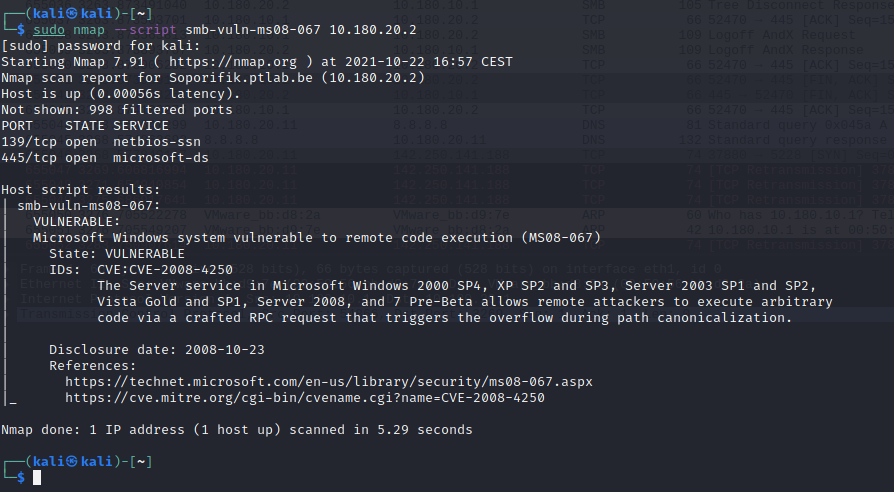 ┌──(kali㉿kali)-[~]
└─$ sudo nmap --script smb-vuln-ms08-067 10.180.20.2
[sudo] password for kali:
Starting Nmap 7.91 ( https://nmap.org ) at 2021-10-22 16:57 CEST
Nmap scan report for Soporifik.ptlab.be (10.180.20.2)
Host is up (0.00056s latency).
Not shown: 998 filtered ports
PORT    STATE SERVICE
139/tcp open  netbios-ssn
445/tcp open  microsoft-ds

Host script results:
| smb-vuln-ms08-067:
|   VULNERABLE:
|   Microsoft Windows system vulnerable to remote code execution (MS08-067)
|     State: VULNERABLE
|     IDs:  CVE:CVE-2008-4250
|           The Server service in Microsoft Windows 2000 SP4, XP SP2 and SP3, Server 2003 SP1 and SP2,
|           Vista Gold and SP1, Server 2008, and 7 Pre-Beta allows remote attackers to execute arbitrary
|           code via a crafted RPC request that triggers the overflow during path canonicalization.
|
|     Disclosure date: 2008-10-23
|     References:
|       https://technet.microsoft.com/en-us/library/security/ms08-067.aspx
|_      https://cve.mitre.org/cgi-bin/cvename.cgi?name=CVE-2008-4250

Nmap done: 1 IP address (1 host up) scanned in 5.29 seconds

┌──(kali㉿kali)-[~]
└─$